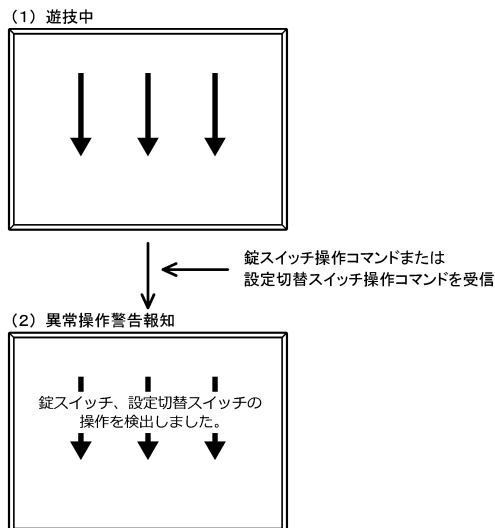 （1）遊技中
錠スイッチ操作コマンドまたは
設定切替スイッチ操作コマンドを受信
（2）異常操作警告報知
錠スイッチ、設定切替スイッチの
操作を検出しました。